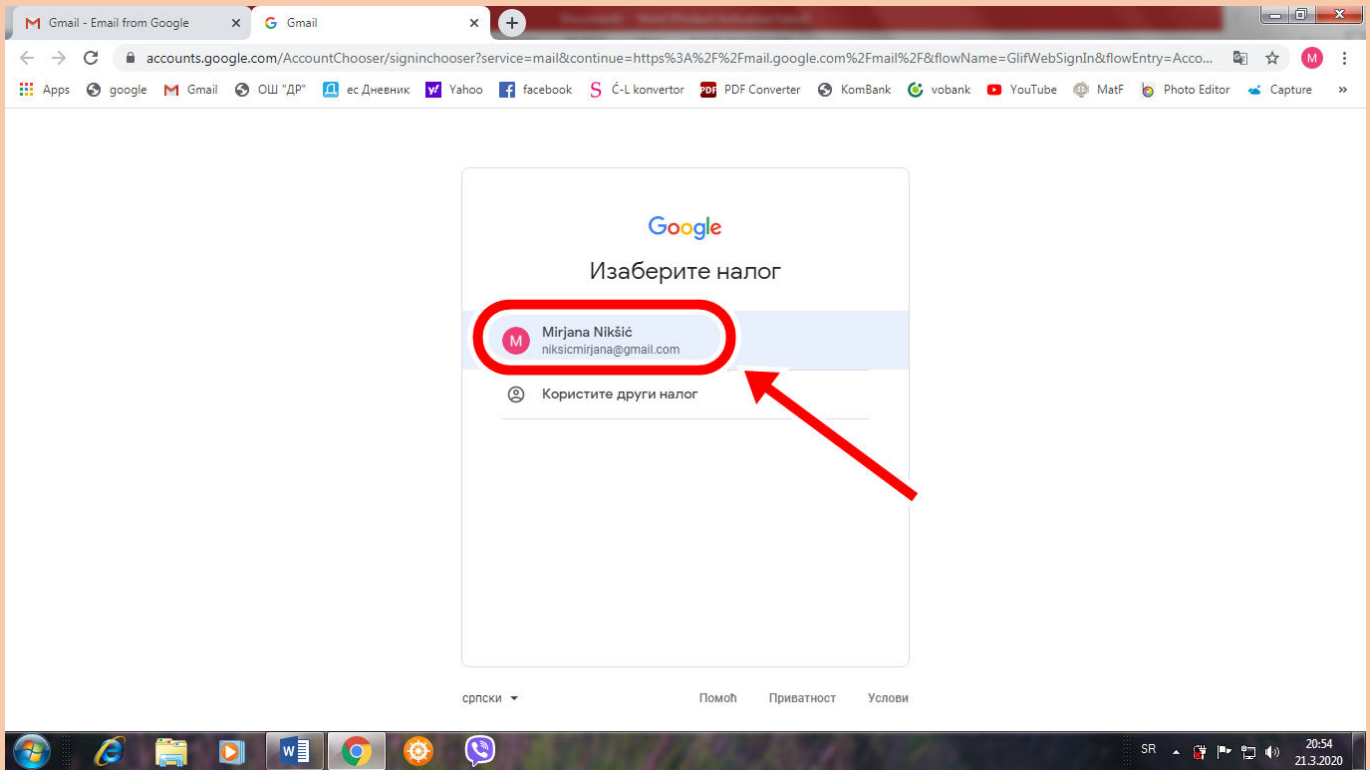 Gmail - Email from Google
Gmail
accounts.google.com/AccountChooser/signinchooser?service=mail&continue=https%3A%2F%2Fmail.google.com%2Fmail%2F&flowName=GlifWebSignIn&flowEntry=Acco...
M
Apps google Gmail ОШ "ДР" ес Дневник Yahoo facebook Ć-L konvertor PDF Converter KomBank vobank YouTube MatF Photo Editor Capture »
Google
Изаберите налог
M
Mirjana Nikšić
niksicmirjana@gmail.com
Користите други налог
српски
Помоћ Приватност Услови
SR
20:54
21.3.2020